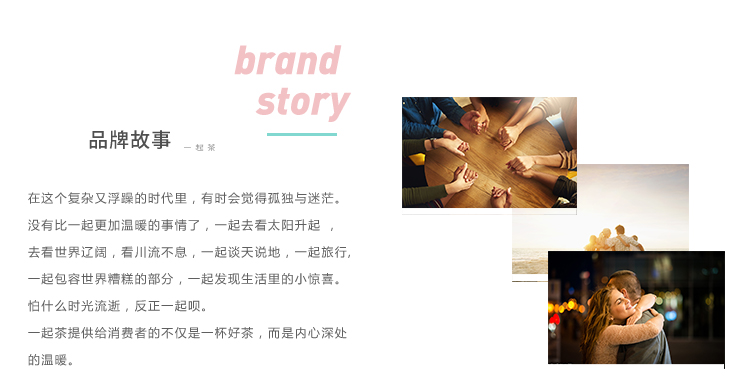 brand
story
品牌故事
一起茶
在这个复杂又浮躁的时代里，有时会觉得孤独与迷茫。
没有比一起更加温暖的事情了，一起去看太阳升起 ，
去看世界辽阔，看川流不息，一起谈天说地，一起旅行,
一起包容世界糟糕的部分，一起发现生活里的小惊喜。
怕什么时光流逝，反正一起呗。
一起茶提供给消费者的不仅是一杯好茶，而是内心深处
的温暖。